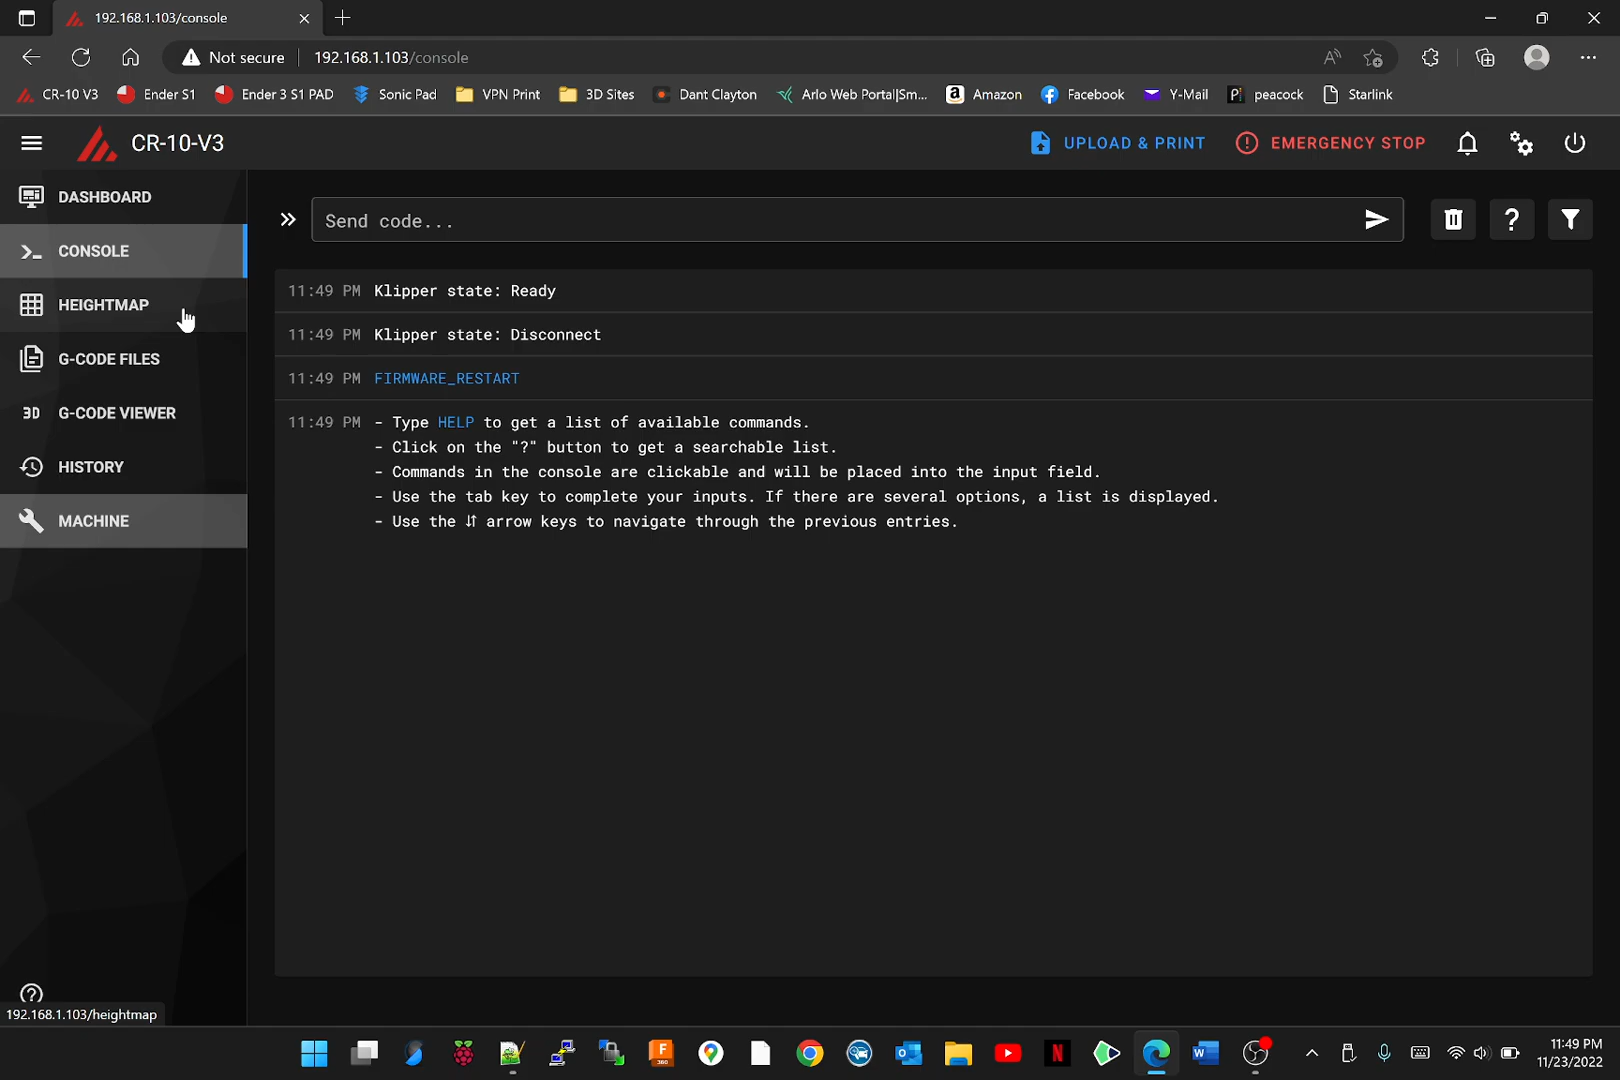 192.168.1.103/console
Not secure
192.168.1.103/console
CR-10 V3
Ender S1
Ender 3 S1 PAD
Sonic Pad
VPN Print
3D Sites
Dant Clayton
Arlo Web Portal|Sm...
Amazon
Facebook
Y-Mail
peacock
Starlink
CR-10-V3
UPLOAD & PRINT
EMERGENCY STOP
DASHBOARD
CONSOLE
HEIGHTMAP
G-CODE FILES
3D G-CODE VIEWER
HISTORY
MACHINE
Send code...
?
11:49 PM Klipper state: Ready
11:49 PM Klipper state: Disconnect
11:49 PM FIRMWARE_RESTART
11:49 PM - Type HELP to get a list of available commands.
- Click on the "?" button to get a searchable list.
- Commands in the console are clickable and will be placed into the input field.
- Use the tab key to complete your inputs. If there are several options, a list is displayed.
- Use the ⇵ arrow keys to navigate through the previous entries.
192.168.1.103/heightmap
11:49 PM
11/23/2022